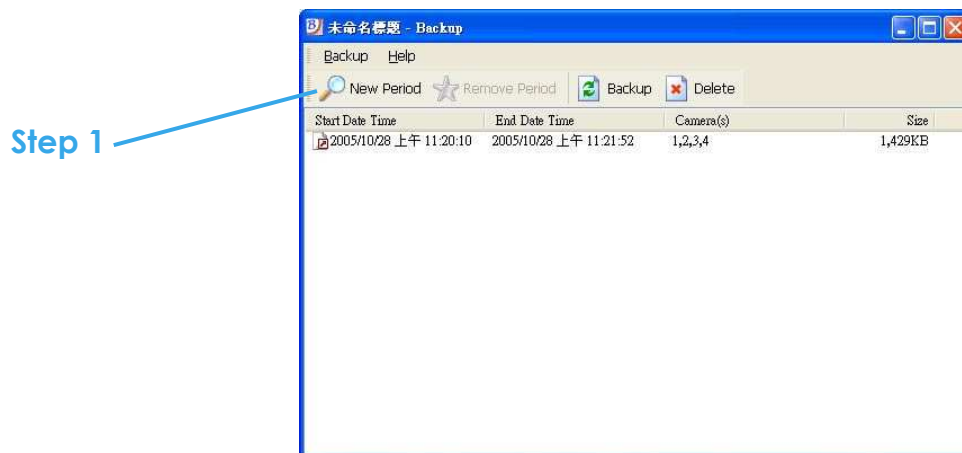 未命名標題 - Backup
Backup Help
New Period Remove Period Backup Delete
Start Date Time End Date Time Camera(s) Size
2005/10/28 上午 11:20:10 2005/10/28 上午 11:21:52 1,2,3,4 1,429KB
Step 1